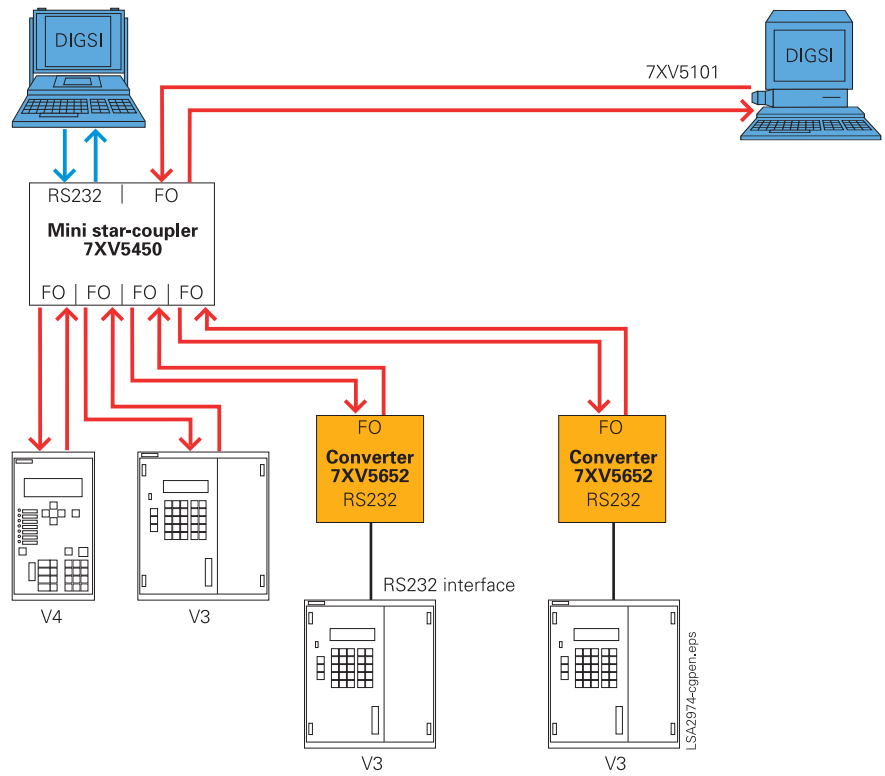 DIGSI
DIGSI
7XV5101
RS232 | FO
Mini star-coupler
7XV5450
FO | FO | FO | FO
FO
Converter
7XV5652
RS232
FO
Converter
7XV5652
RS232
RS232 interface
V4
V3
V3
V3
LSA2974-cgpen.eps